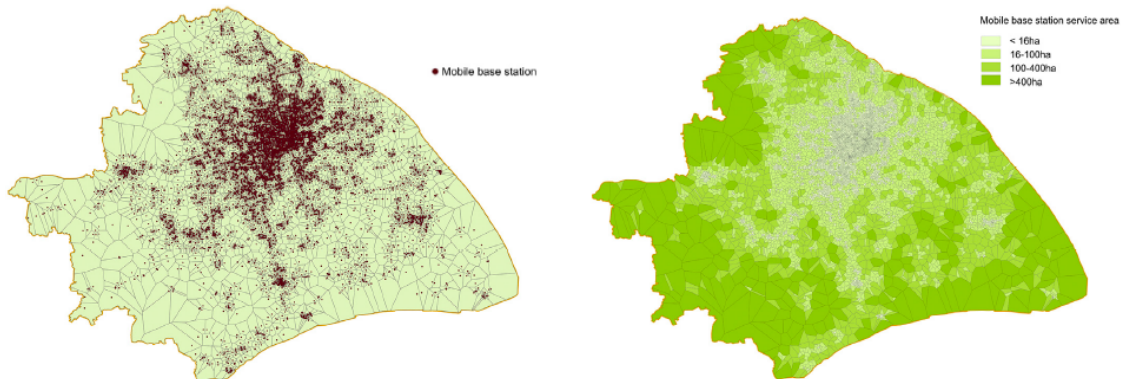 Mobile base station
Mobile base station service area
< 16ha
16-100ha
100-400ha
>400ha